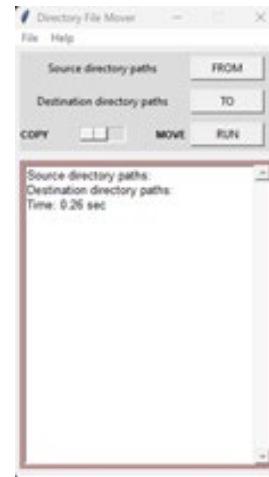 Directory File Mover
File Help
Source directory paths FROM
Destination directory paths TO
COPY MOVE RUN
Source directory paths:
Destination directory paths:
Time: 0.26 sec